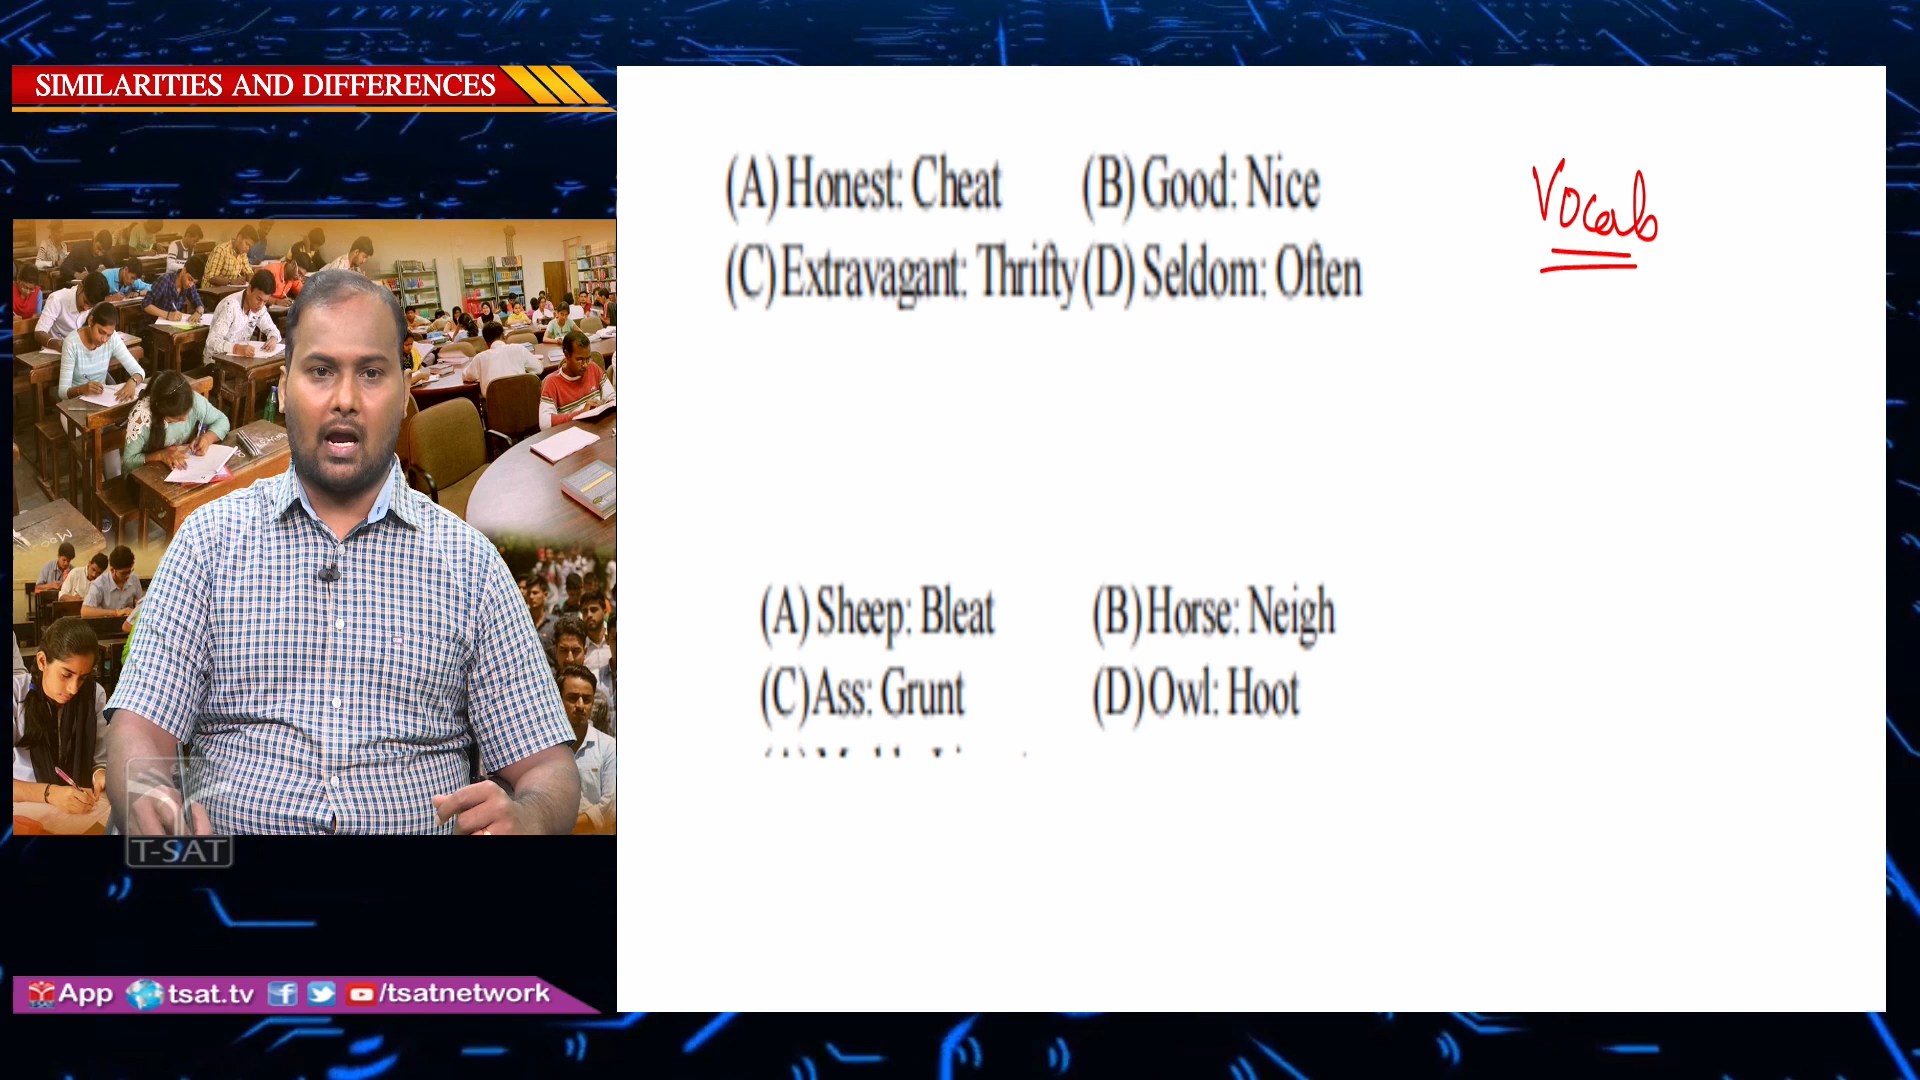 SIMILARITIES AND DIFFERENCES
(A) Honest: Cheat (B) Good: Nice
(C) Extravagant: Thrifty (D) Seldom: Often
Vocab
(A) Sheep: Bleat (B) Horse: Neigh
(C) Ass: Grunt (D) Owl: Hoot
T-SAT
App tsat.tv /tsatnetwork